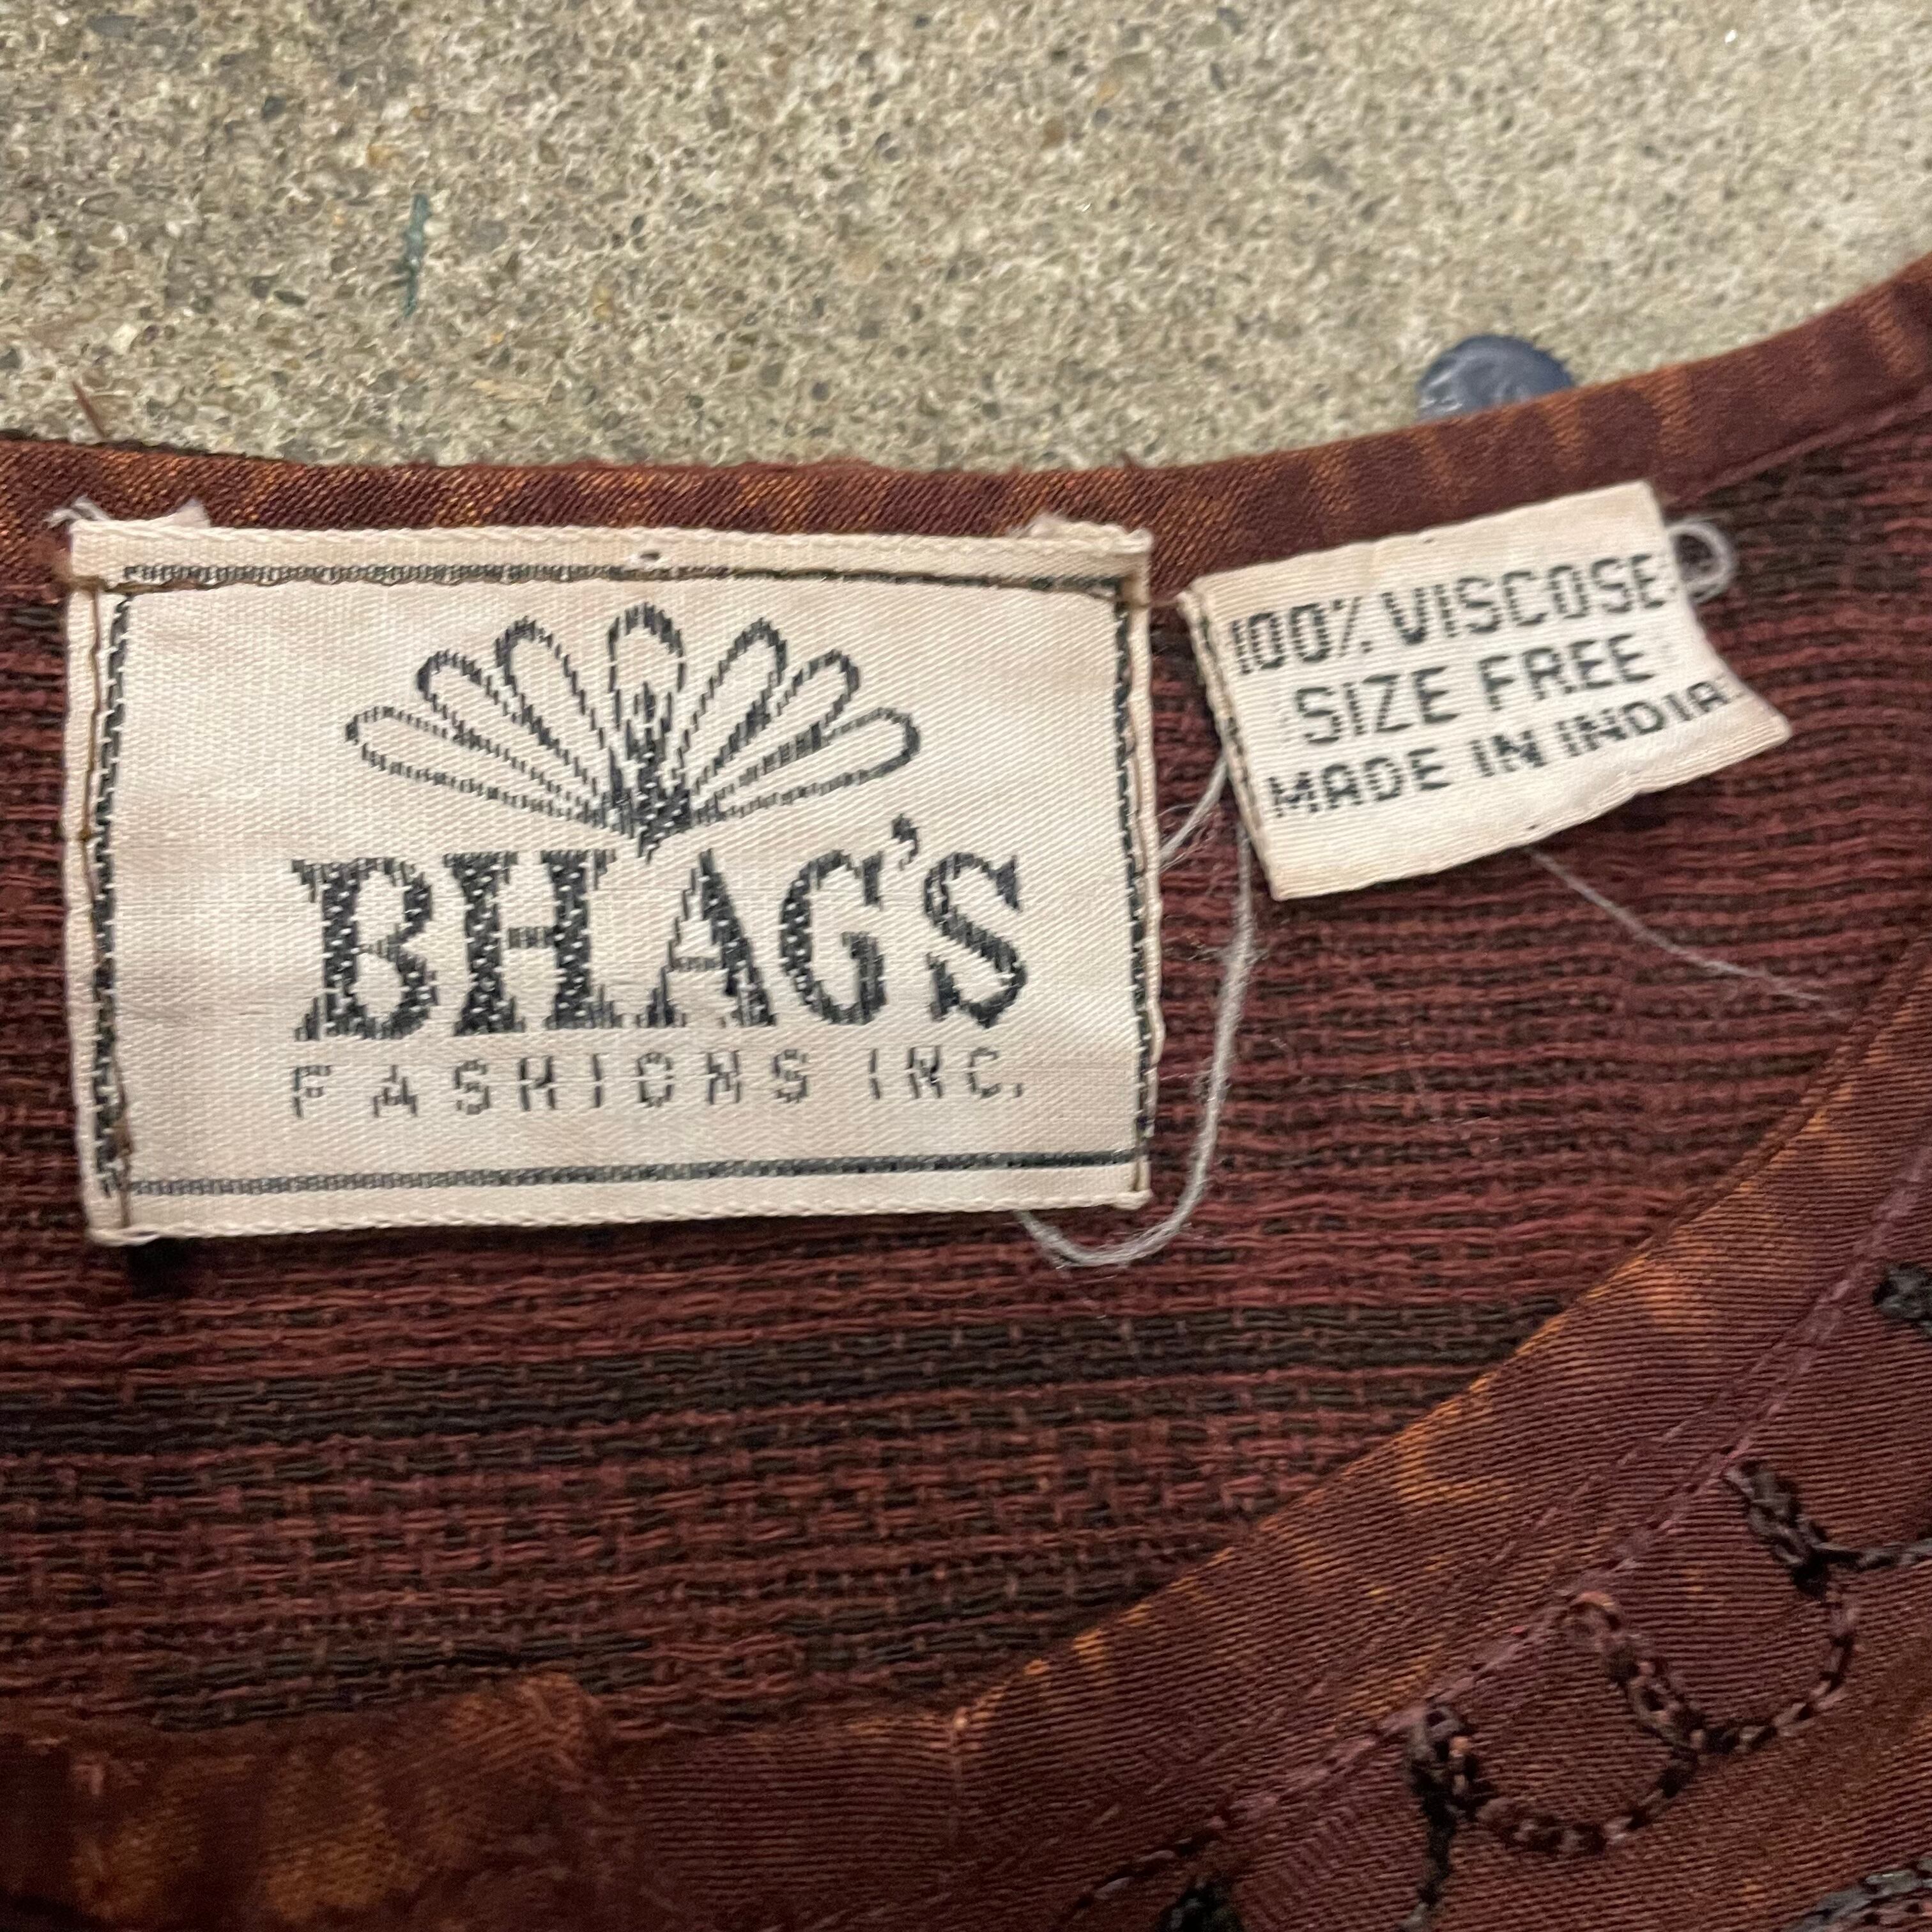 BHAG'S
FASHIONS INC.
100% VISCOSE
SIZE FREE
MADE IN INDIA